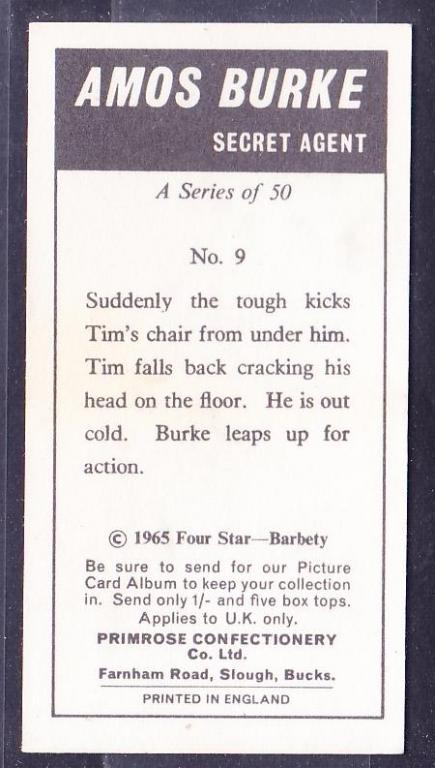 AMOS BURKE
SECRET AGENT
A Series of 50
No. 9
Suddenly the tough kicks
Tim's chair from under him.
Tim falls back cracking his
head on the floor. He is out
cold. Burke leaps up for
action.
© 1965 Four Star—Barbety
Be sure to send for our Picture
Card Album to keep your collection
in. Send only 1/- and five box tops.
Applies to U.K. only.
PRIMROSE CONFECTIONERY
Co. Ltd.
Farnham Road, Slough, Bucks.
PRINTED IN ENGLAND